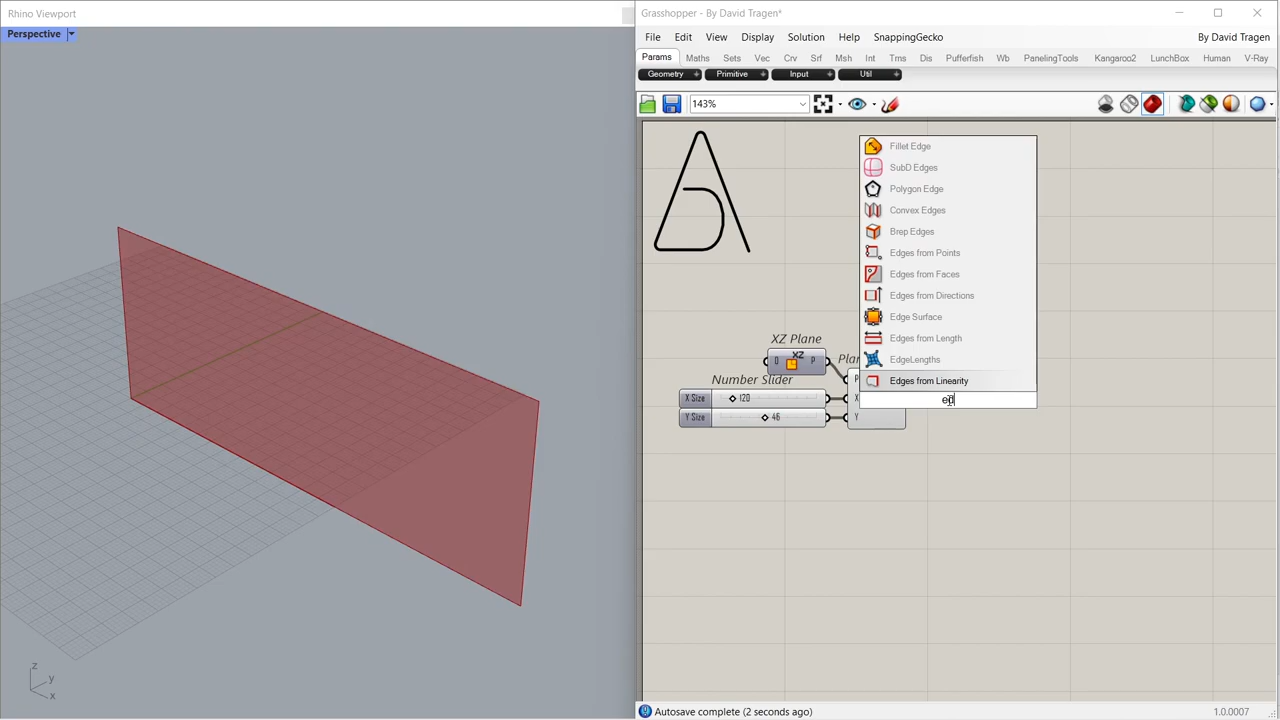 Rhino Viewport
Perspective
z
y
x
Grasshopper - By David Tragen*
File Edit View Display Solution Help SnappingGecko By David Tragen
Params Maths Sets Vec Crv Srf Msh Int Trns Dis Pufferfish Wb PanelingTools Kangaroo2 LunchBox Human V-Ray
Geometry Primitive Input Util
143%
Fillet Edge
SubD Edges
Polygon Edge
Convex Edges
Brep Edges
Edges from Points
Edges from Faces
Edges from Directions
Edge Surface
Edges from Length
EdgeLengths
Edges from Linearity
XZ Plane
O XZ P
Number Slider
X Size 120 X
Y Size 46 Y
Autosave complete (2 seconds ago) 1.0.0007